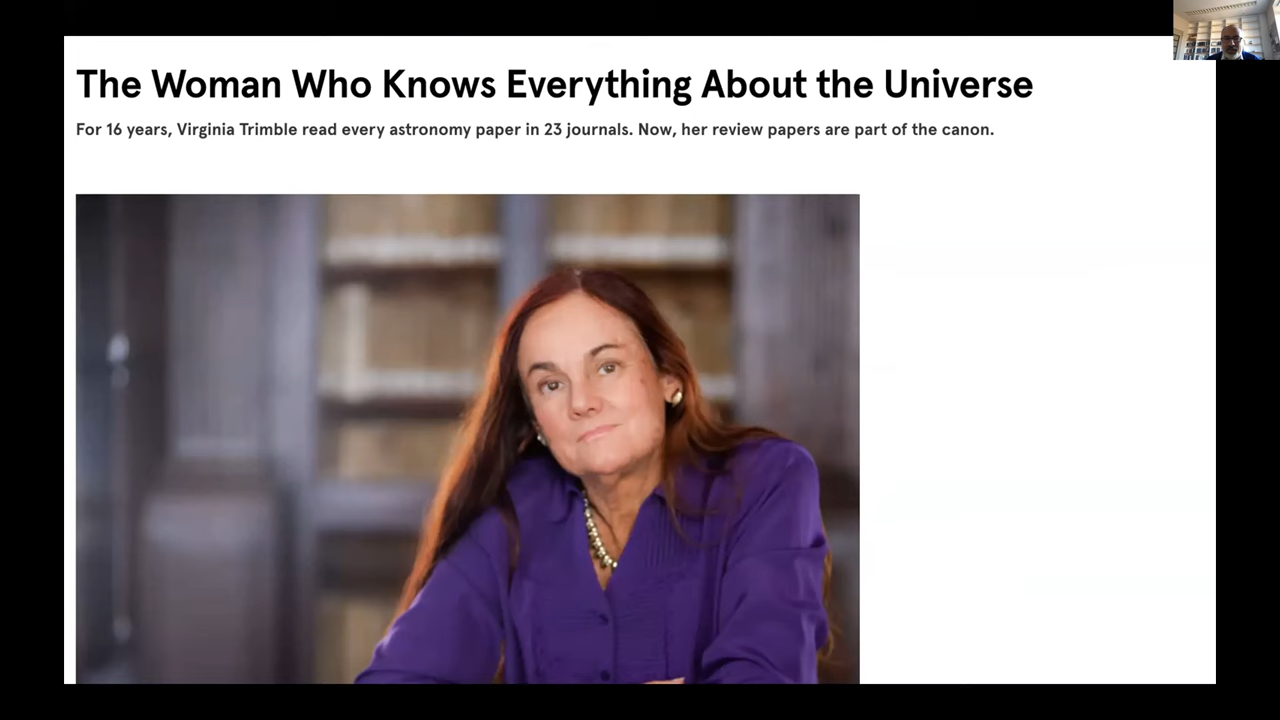 The Woman Who Knows Everything About the Universe
For 16 years, Virginia Trimble read every astronomy paper in 23 journals. Now, her review papers are part of the canon.